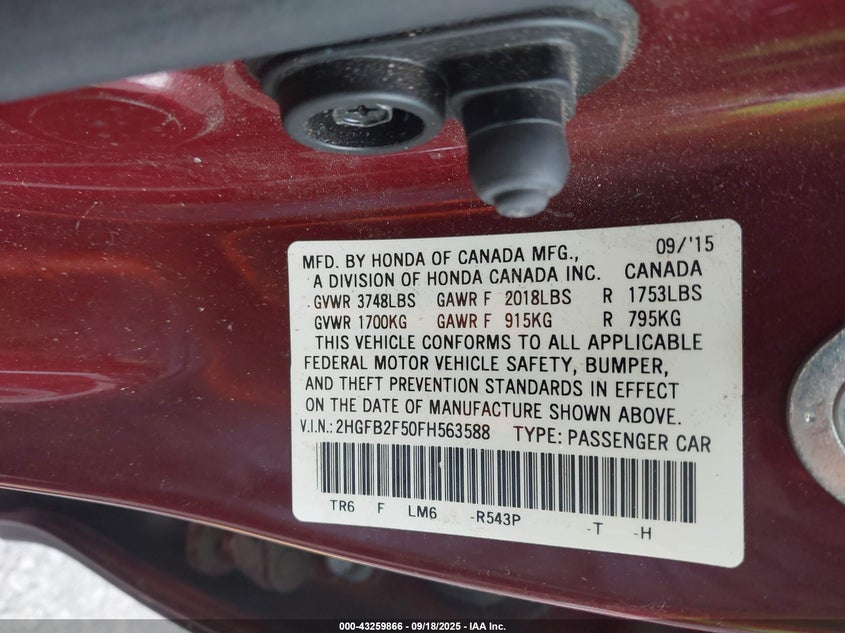 09/'15
MFD. BY HONDA OF CANADA MFG.,
A DIVISION OF HONDA CANADA INC. CANADA
GVWR 3748LBS GAWR F 2018LBS R 1753LBS
GVWR 1700KG GAWR F 915KG R 795KG
THIS VEHICLE CONFORMS TO ALL APPLICABLE
FEDERAL MOTOR VEHICLE SAFETY, BUMPER,
AND THEFT PREVENTION STANDARDS IN EFFECT
ON THE DATE OF MANUFACTURE SHOWN ABOVE.
V.I.N.: 2HGFB2F50FH563588 TYPE: PASSENGER CAR
TR6 F LM6 -R543P -T -H
000-43259866 - 09/18/2025 - IAA Inc.